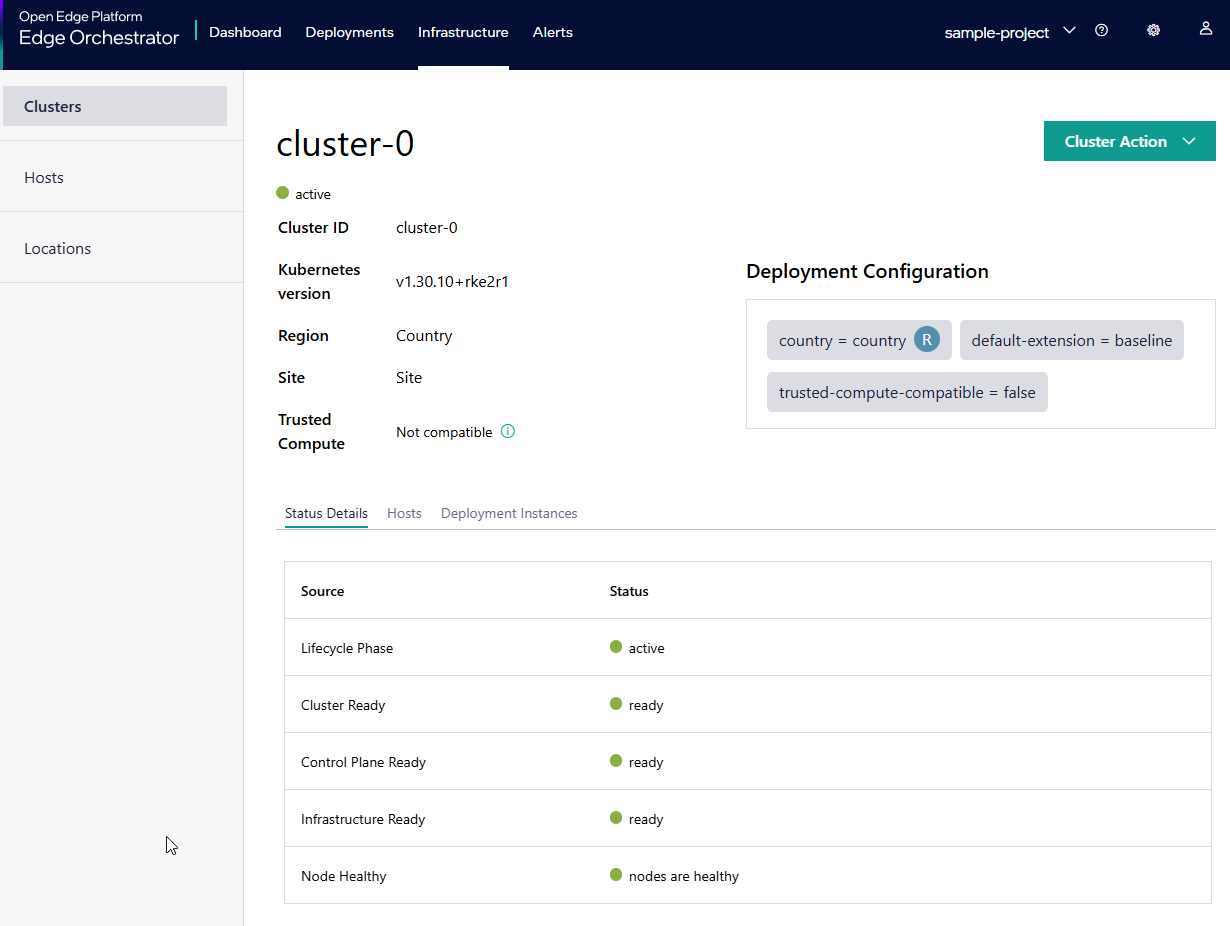 Open Edge Platform
Edge Orchestrator
Dashboard Deployments Infrastructure Alerts sample-project
Clusters
Hosts
Locations
cluster-0
Cluster Action
active
Cluster ID cluster-0
Kubernetes version v1.30.10+rke2r1
Region Country
Site Site
Trusted Compute Not compatible
Deployment Configuration
country = country R default-extension = baseline
trusted-compute-compatible = false
Status Details Hosts Deployment Instances
Source Status
Lifecycle Phase active
Cluster Ready ready
Control Plane Ready ready
Infrastructure Ready ready
Node Healthy nodes are healthy